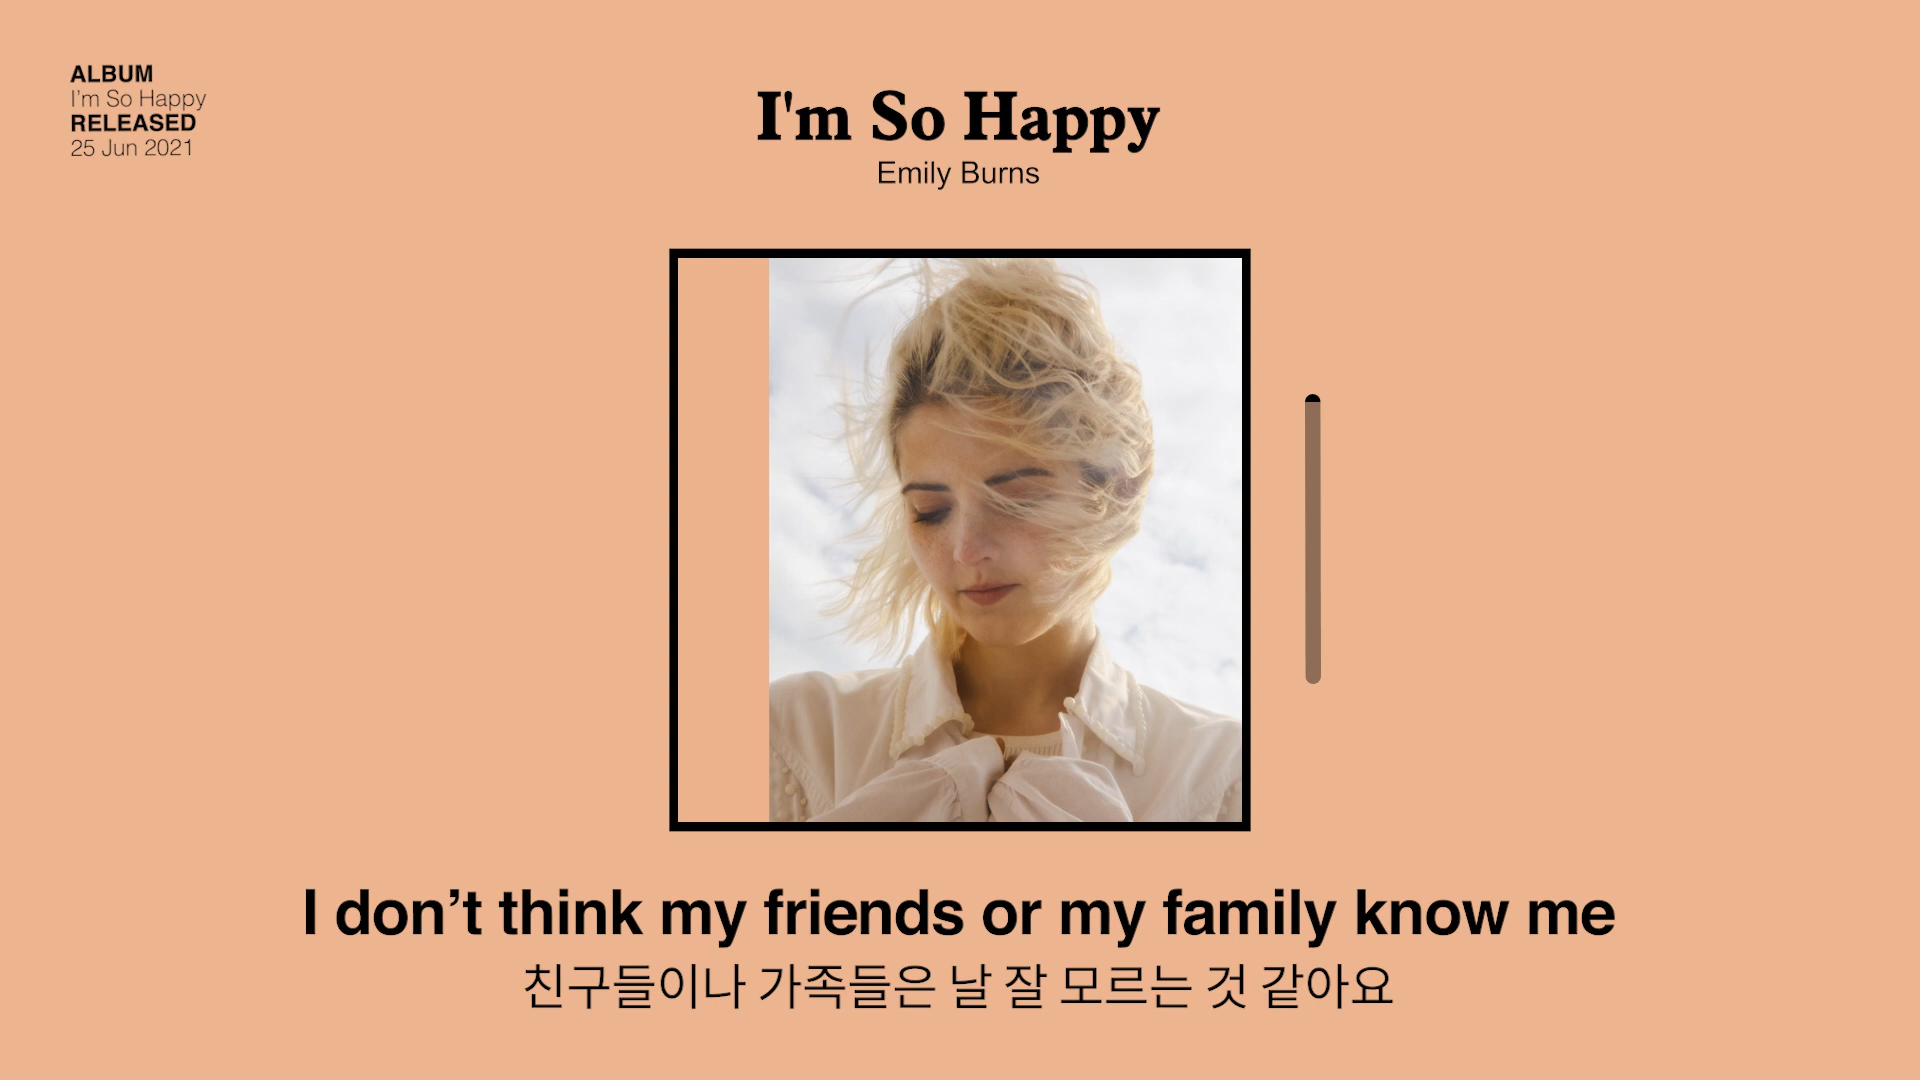 ALBUM
I'm So Happy
RELEASED
25 Jun 2021
I'm So Happy
Emily Burns
I don’t think my friends or my family know me
친구들이나 가족들은 날 잘 모르는 것 같아요